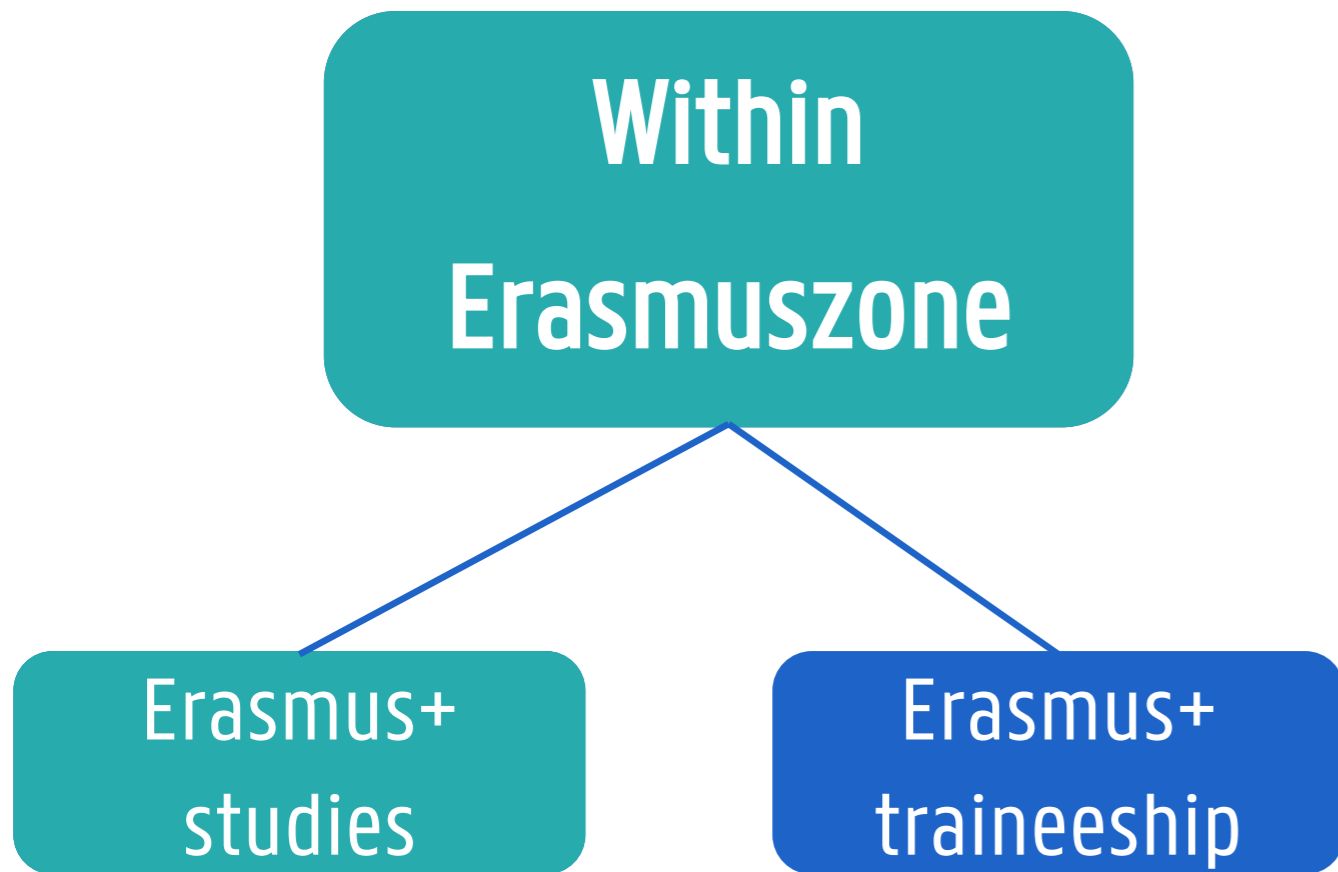 Within
Erasmuszone
Erasmus+
studies
Erasmus+
traineeship